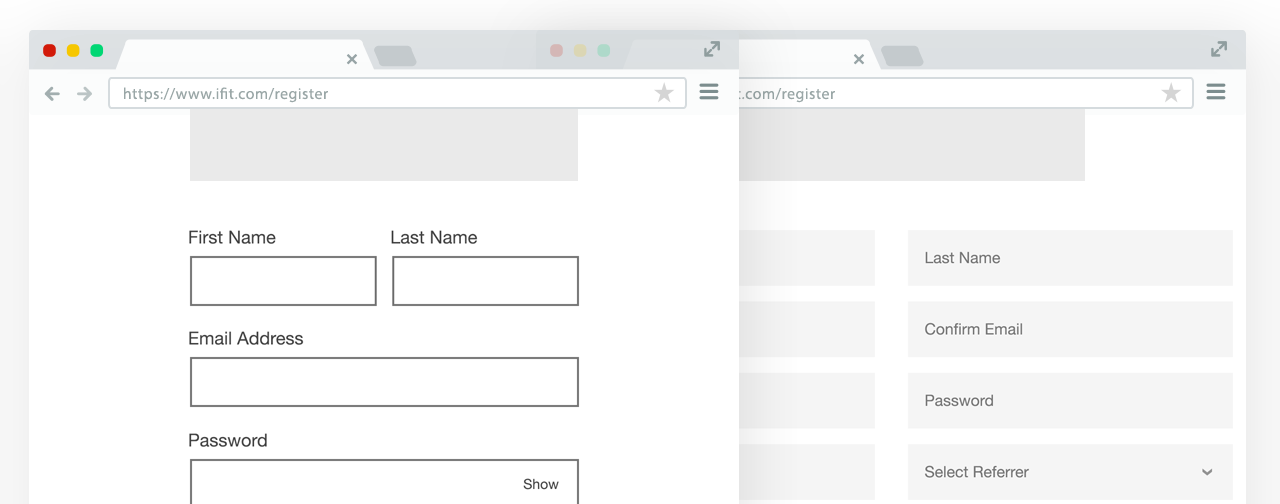 https://www.ifit.com/register
.com/register
First Name
Last Name
Email Address
Password
Show
Last Name
Confirm Email
Password
Select Referrer